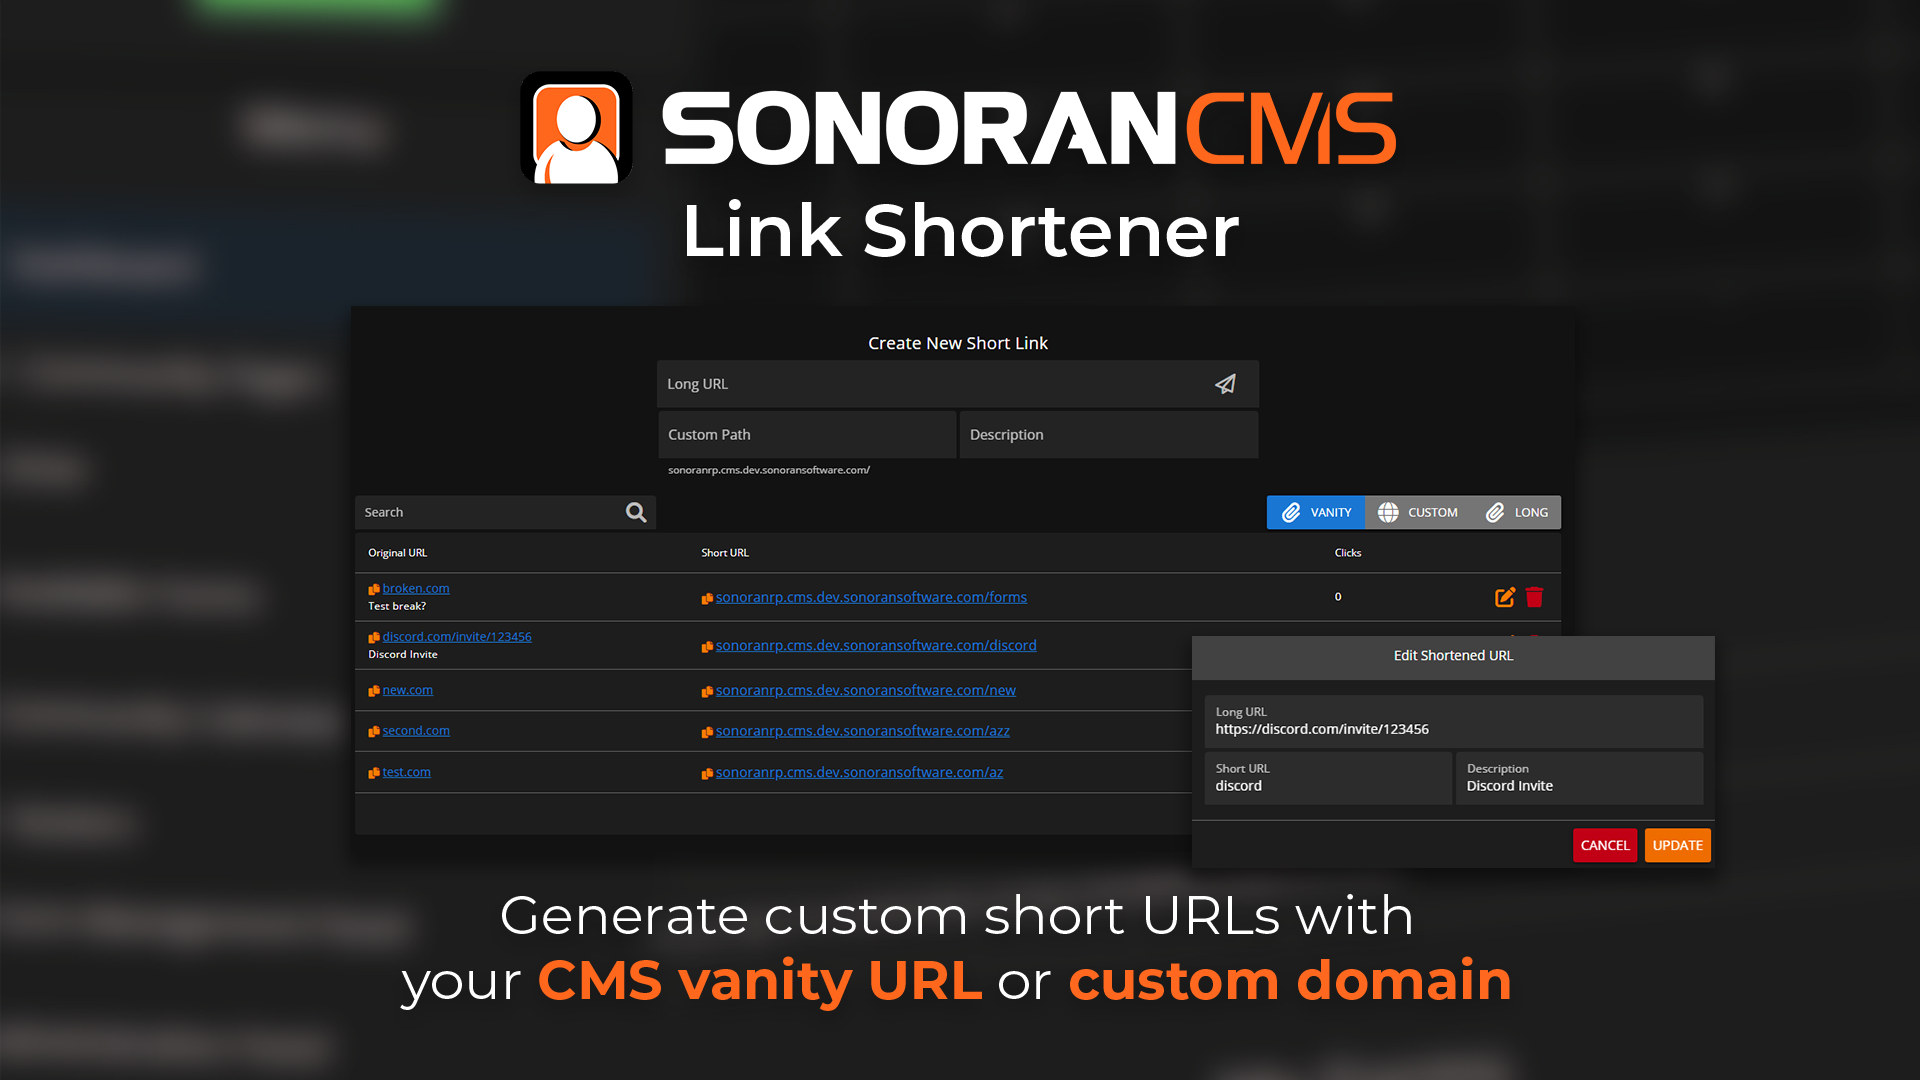 SONORANCMS
Link Shortener
Create New Short Link
Long URL
Custom Path
Description
sonoranrp.cms.dev.sonoransoftware.com/
Search
VANITY
CUSTOM
LONG
Original URL
Short URL
Clicks
broken.com
Test break?
sonoranrp.cms.dev.sonoransoftware.com/forms
0
discord.com/invite/123456
Discord Invite
sonoranrp.cms.dev.sonoransoftware.com/discord
new.com
sonoranrp.cms.dev.sonoransoftware.com/new
second.com
sonoranrp.cms.dev.sonoransoftware.com/azz
test.com
sonoranrp.cms.dev.sonoransoftware.com/az
Edit Shortened URL
Long URL
https://discord.com/invite/123456
Short URL
discord
Description
Discord Invite
CANCEL
UPDATE
Generate custom short URLs with
your CMS vanity URL or custom domain